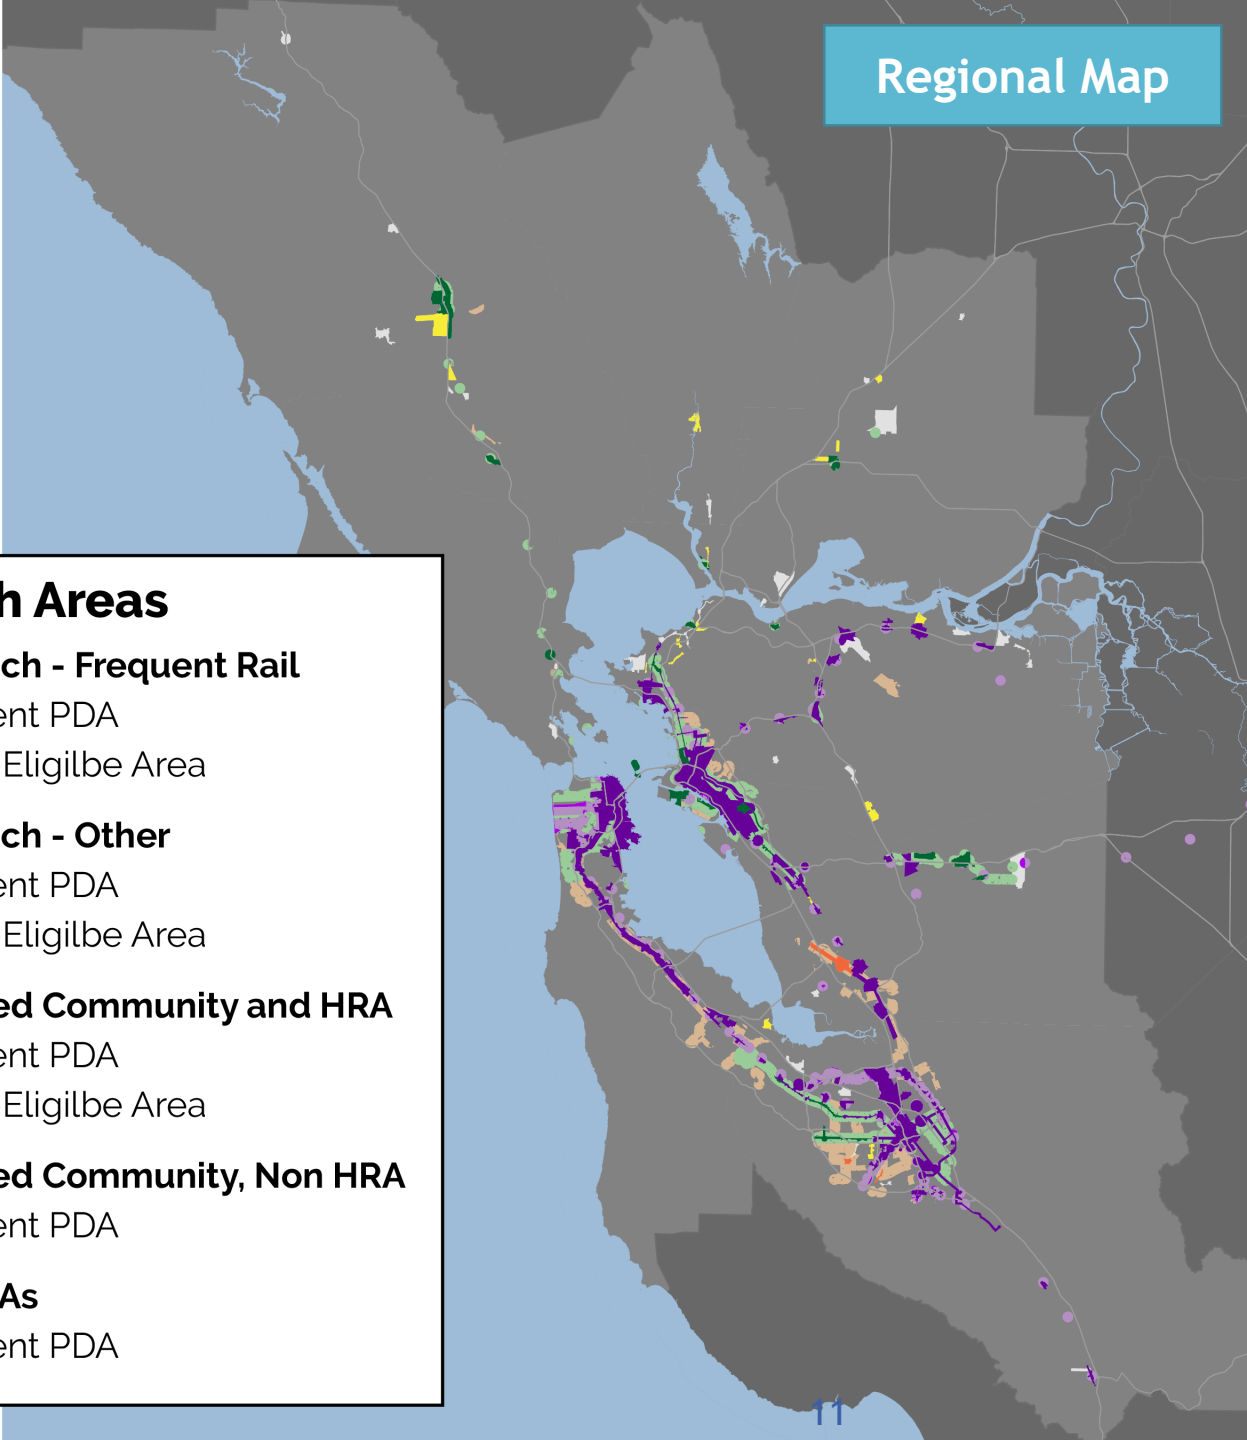 Regional Map
h Areas
ch - Frequent Rail
ent PDA
Eligilbe Area
ch - Other
ent PDA
Eligilbe Area
ed Community and HRA
ent PDA
Eligilbe Area
ed Community, Non HRA
ent PDA
As
ent PDA
11